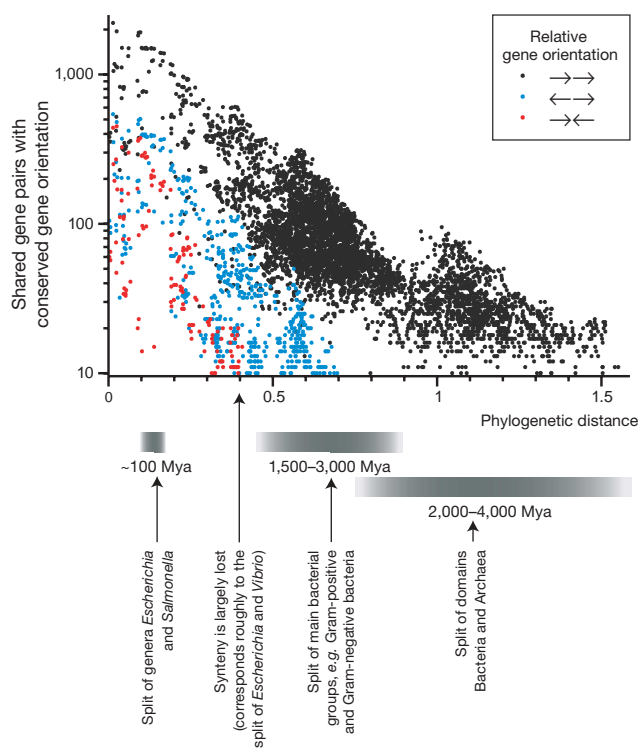 Relative
gene orientation
1,000
100
10
Shared gene pairs with
conserved gene orientation
0
0.5
1
1.5
Phylogenetic distance
~100 Mya
1,500–3,000 Mya
2,000–4,000 Mya
Split of genera Escherichia
and Salmonella
Synteny is largely lost
(corresponds roughly to the
split of Escherichia and Vibrio)
Split of main bacterial
groups, e.g. Gram-positive
and Gram-negative bacteria
Split of domains
Bacteria and Archaea